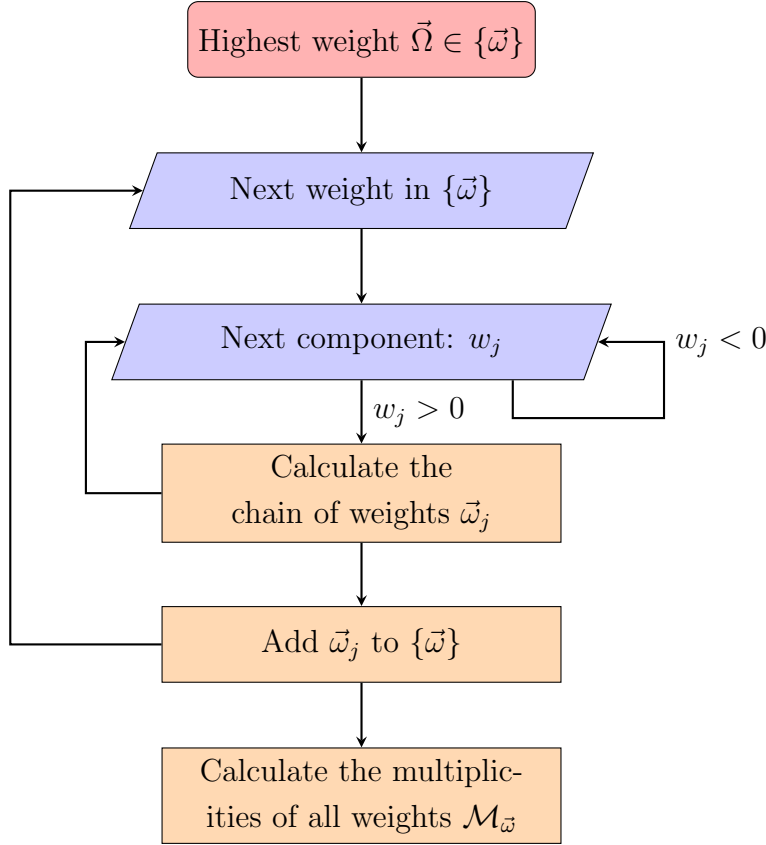 Highest weight $\vec{\Omega} \in \{\vec{\omega}\}$
Next weight in $\{\vec{\omega}\}$
Next component: $w_j$
$w_j < 0$
$w_j > 0$
Calculate the
chain of weights $\vec{\omega}_j$
Add $\vec{\omega}_j$ to $\{\vec{\omega}\}$
Calculate the multiplic-
ities of all weights $\mathcal{M}_{\vec{\omega}}$